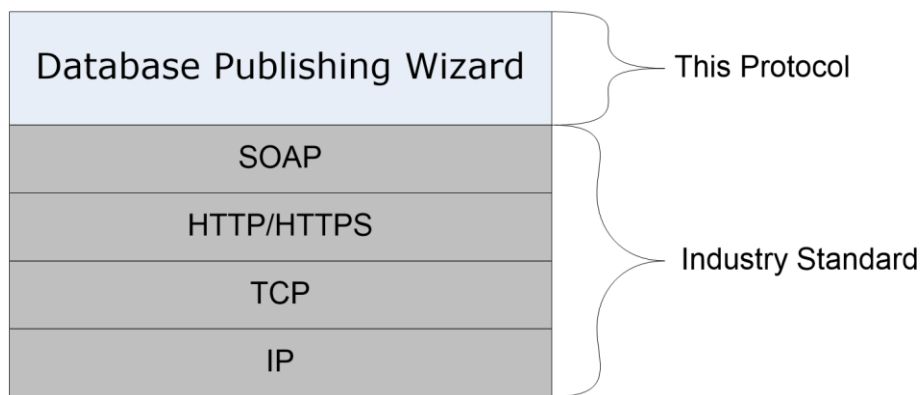 Database Publishing Wizard
This Protocol
SOAP
HTTP/HTTPS
Industry Standard
TCP
IP